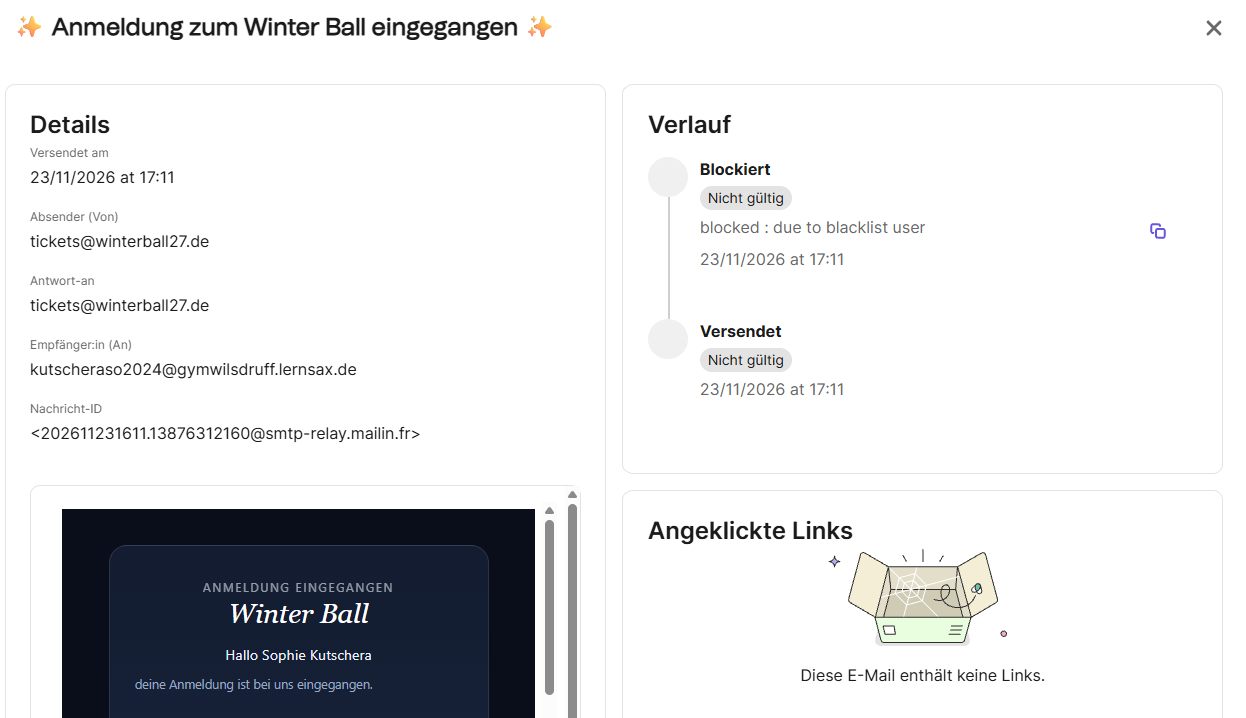 ✨ Anmeldung zum Winter Ball eingegangen ✨
Details
Versendet am
23/11/2026 at 17:11
Absender (Von)
tickets@winterball27.de
Antwort-an
tickets@winterball27.de
Empfänger:in (An)
kutscheraso2024@gymwilsdruff.lernsax.de
Nachricht-ID
<202611231611.13876312160@smtp-relay.mailin.fr>
ANMELDUNG EINGEGANGEN
Winter Ball
Hallo Sophie Kutschera
deine Anmeldung ist bei uns eingegangen.
Verlauf
Blockiert
Nicht gültig
blocked : due to blacklist user
23/11/2026 at 17:11
Versendet
Nicht gültig
23/11/2026 at 17:11
Angeklickte Links
Diese E-Mail enthält keine Links.